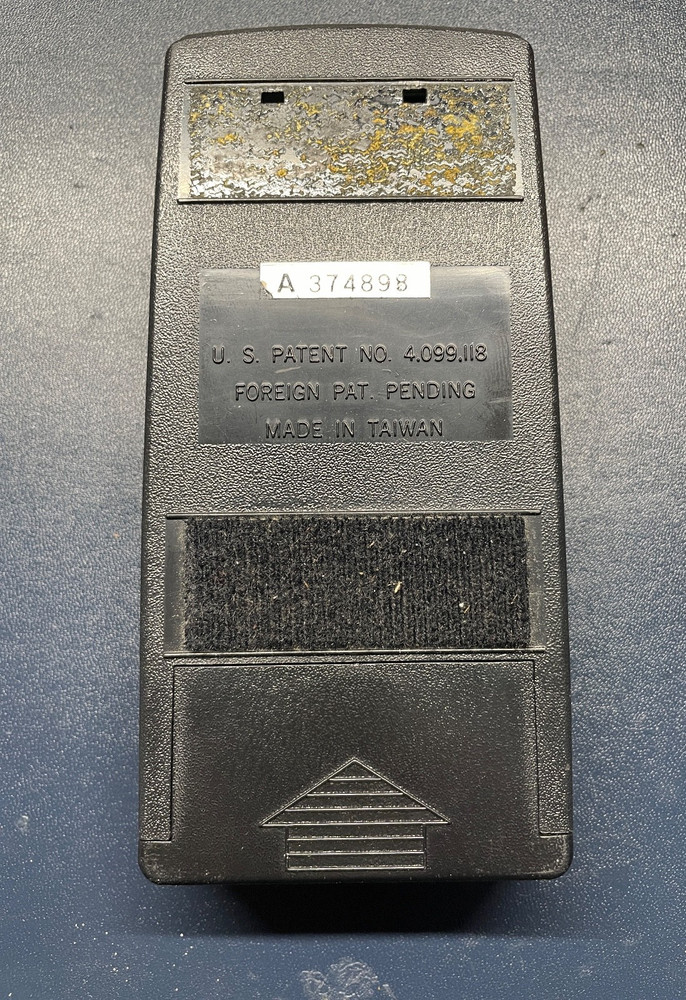 A 374898
U. S. PATENT NO. 4,099,118
FOREIGN PAT. PENDING
MADE IN TAIWAN